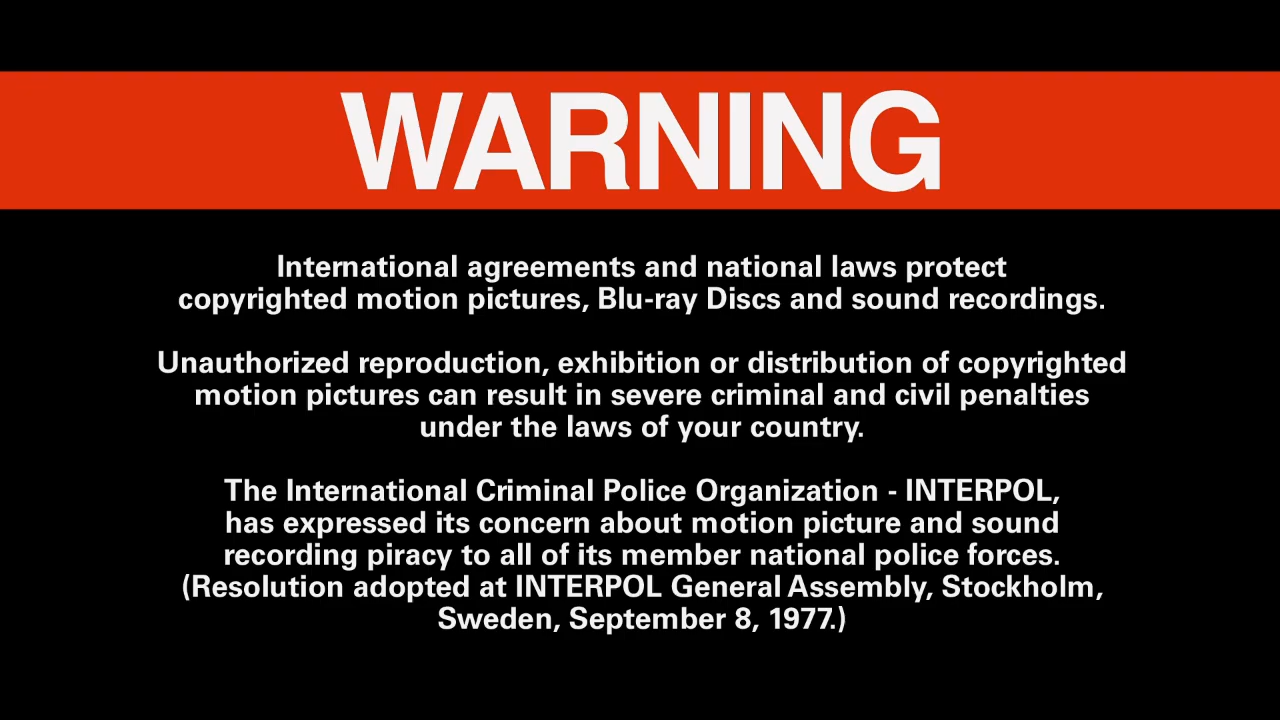 WARNING
International agreements and national laws protect
copyrighted motion pictures, Blu-ray Discs and sound recordings.
Unauthorized reproduction, exhibition or distribution of copyrighted
motion pictures can result in severe criminal and civil penalties
under the laws of your country.
The International Criminal Police Organization - INTERPOL,
has expressed its concern about motion picture and sound
recording piracy to all of its member national police forces.
(Resolution adopted at INTERPOL General Assembly, Stockholm,
Sweden, September 8, 1977.)